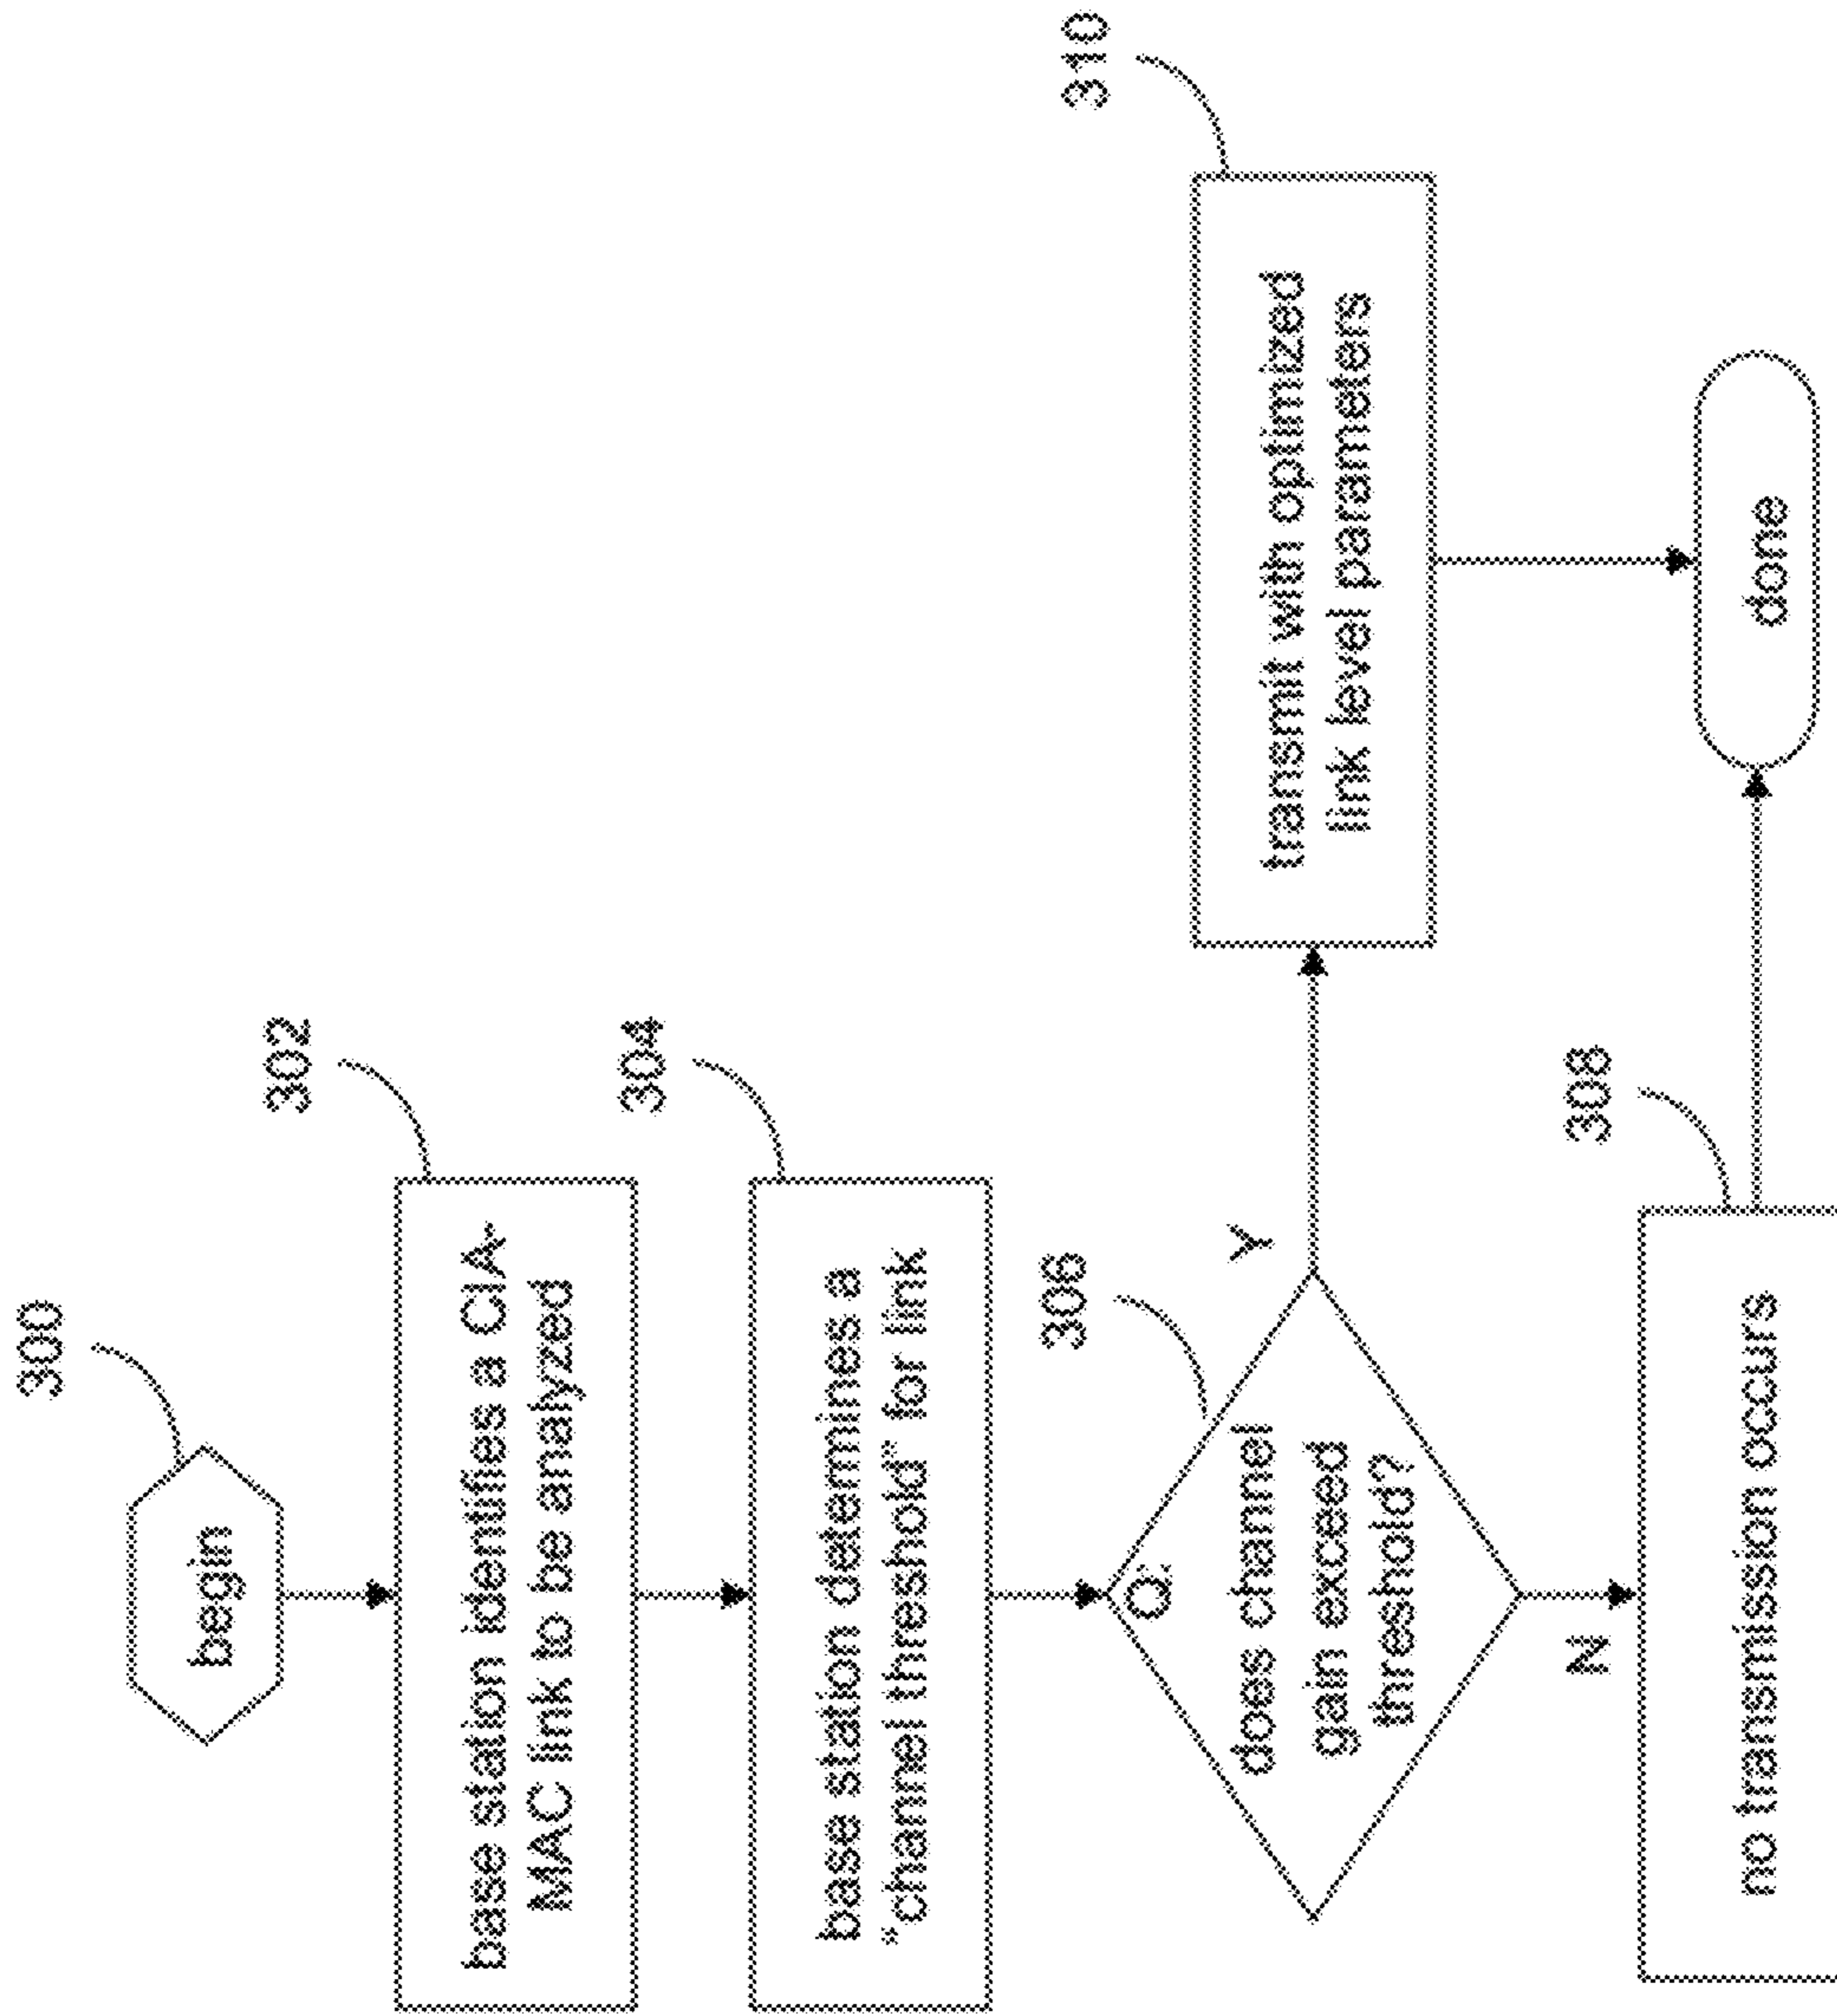 300
begin
302
base station identifies a CIA-
MAC link to be analyzed
304
base station determines a
"channel threshold" for link
306
Q:
does channel
gain exceed
threshold?
Y
310
transmit with optimized
link level parameters
N
308
no transmission occurs
done